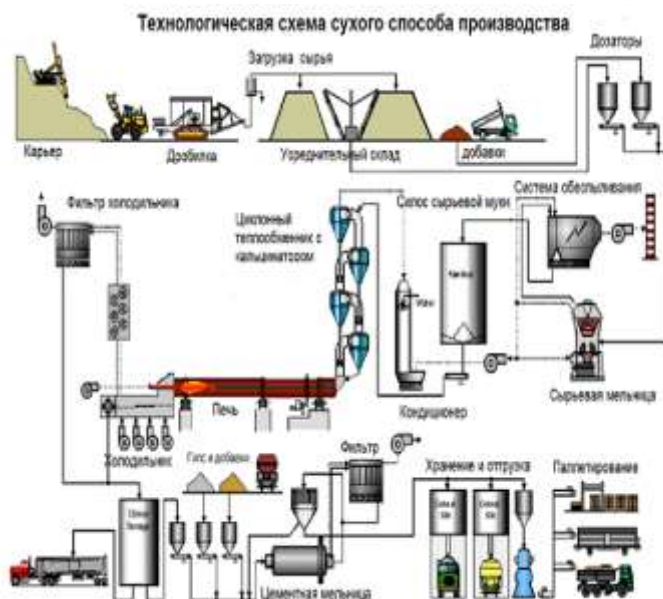 Технологическая схема сухого способа производства
Дозаторы
Загрузка сырья
Карьер
Дробилка
Усреднительный склад
добавки
Фильтр холодильника
Циклонный
теплообменник с
кальцинатором
Силос сырьевой муки
Система обеспыливания
Печь
Кондиционер
Сырьевая мельница
Холодильник
Гипс и добавки
Фильтр
Хранение и отгрузка
Паллетирование
Цементная мельница